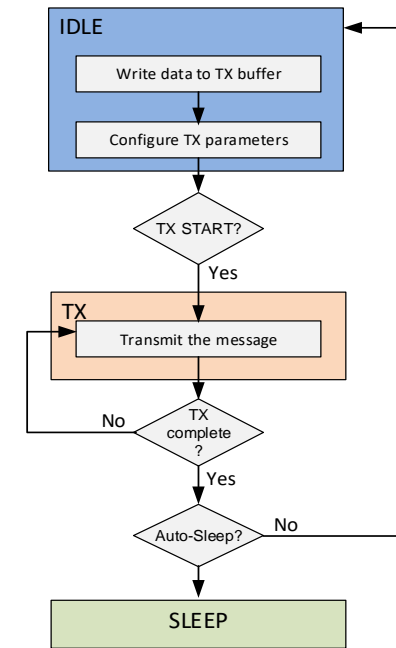 IDLE
Write data to TX buffer
Configure TX parameters
TX START?
Yes
TX
Transmit the message
No
TX
complete
?
Yes
Auto-Sleep?
No
SLEEP